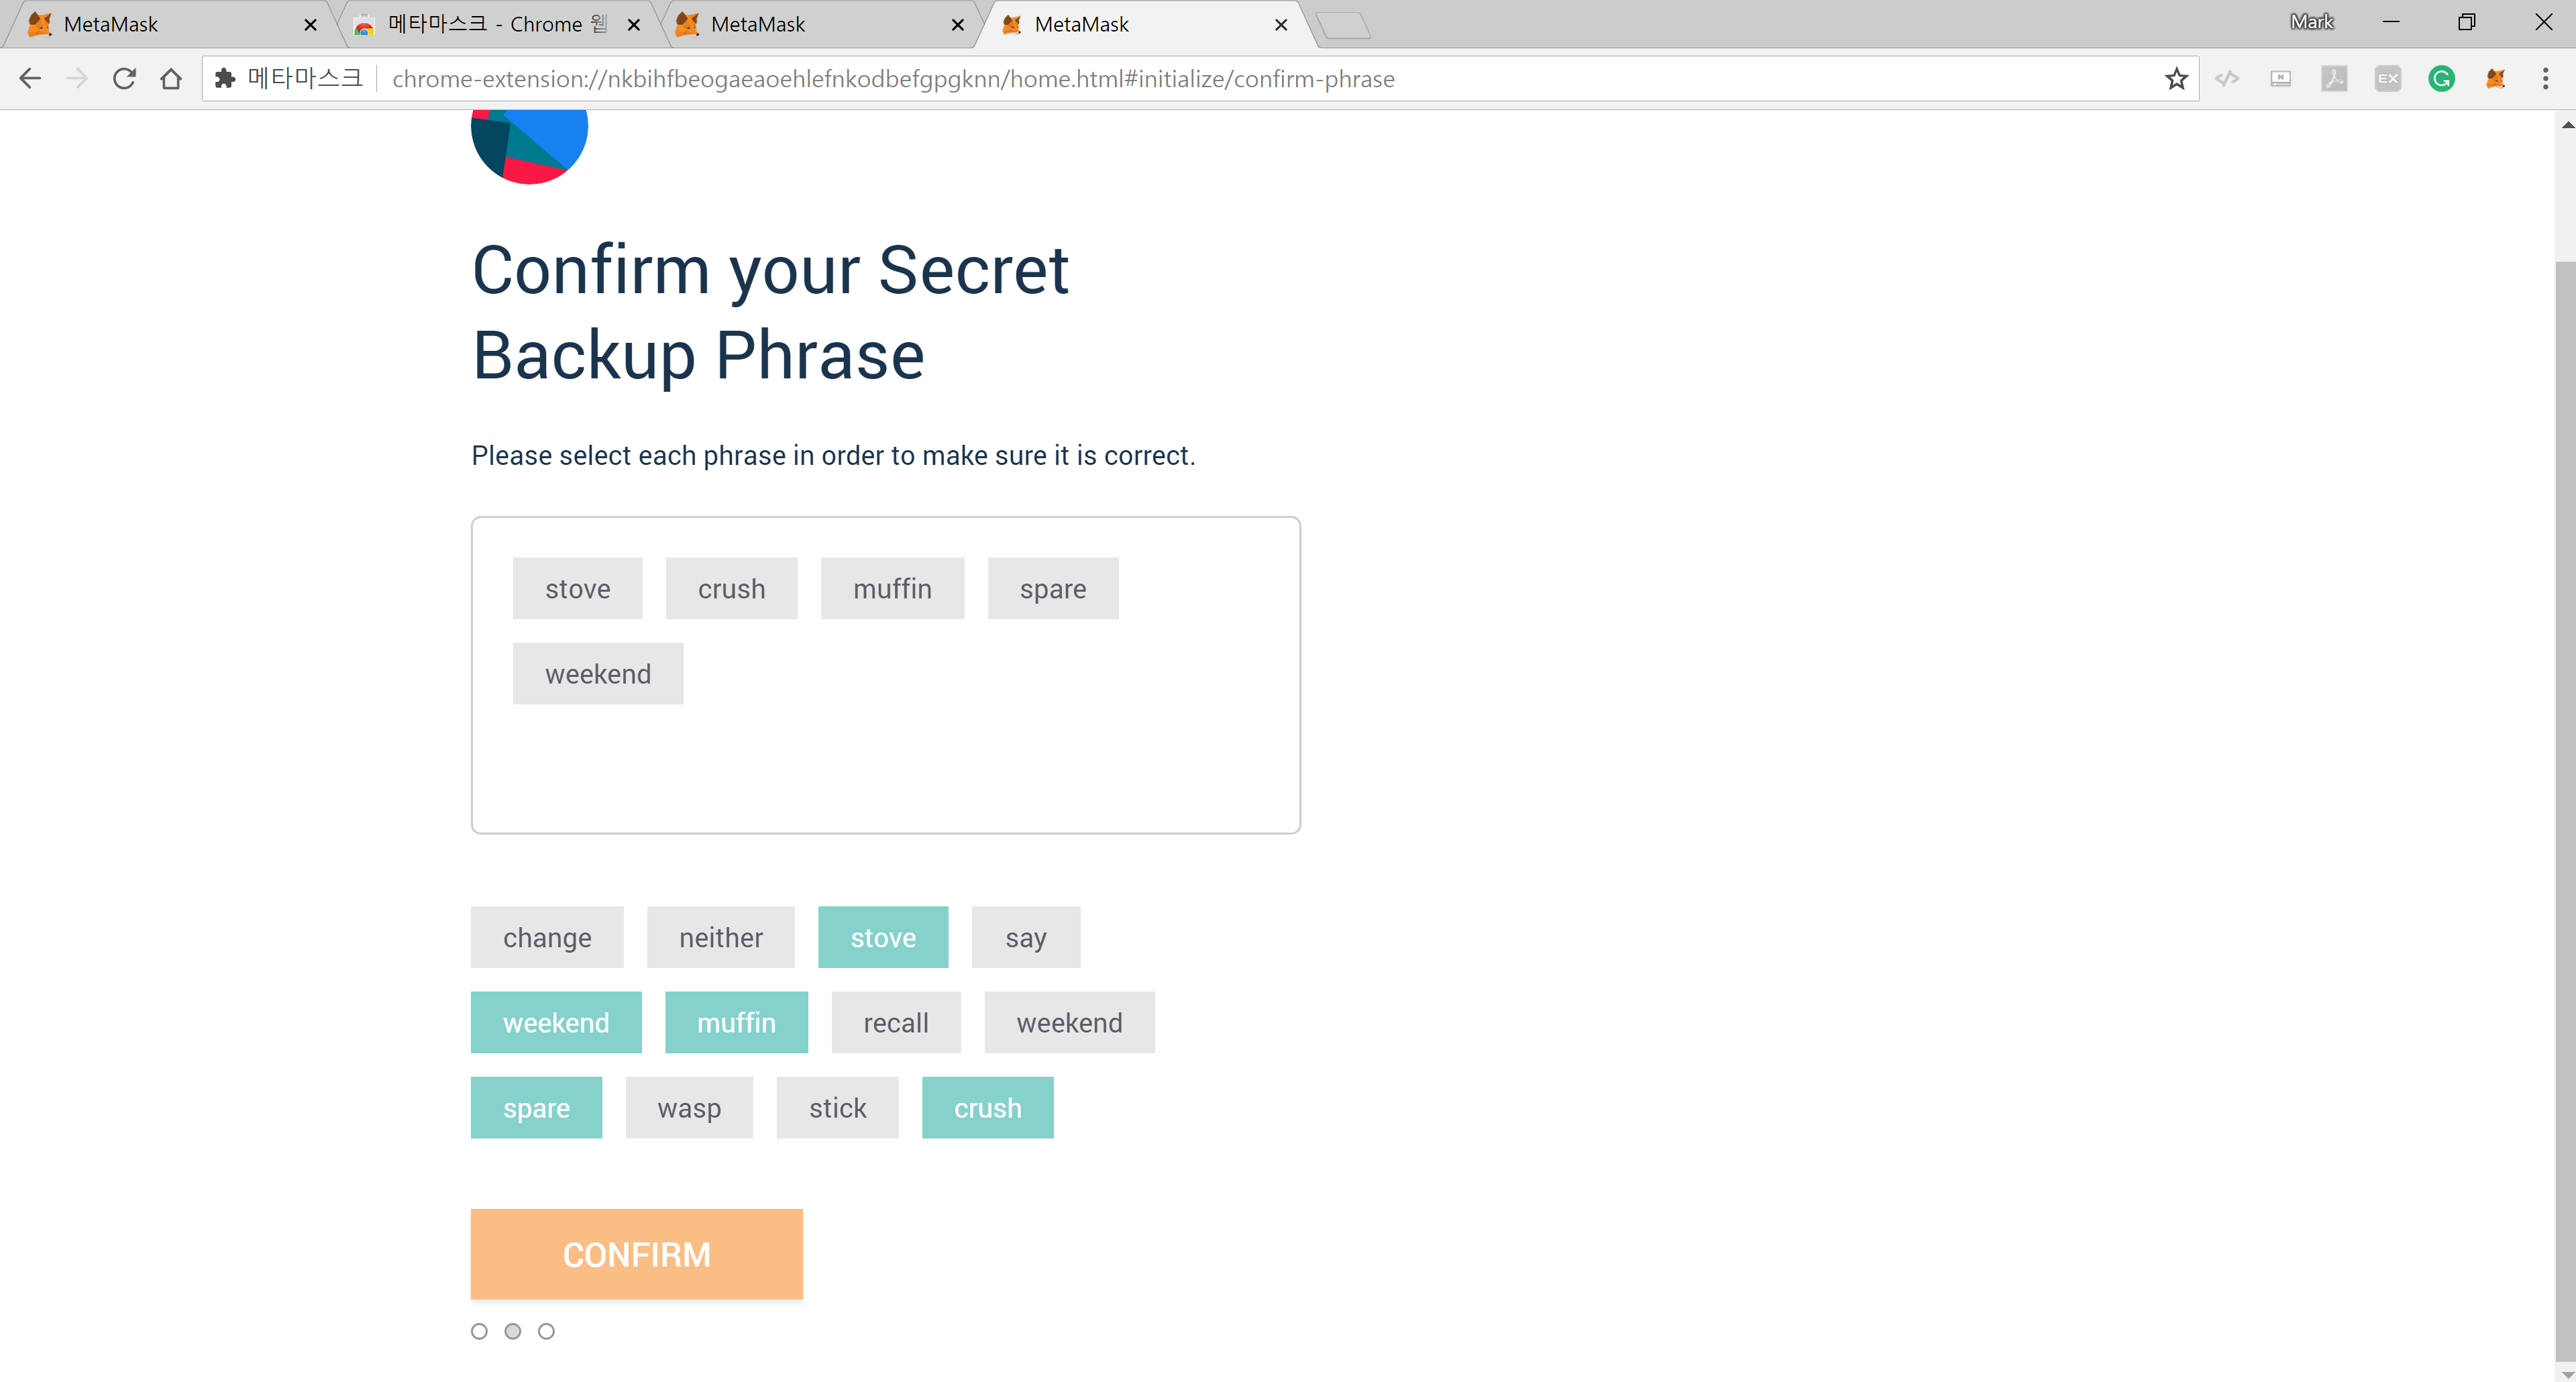 MetaMask
메타마스크 - Chrome 웹
MetaMask
MetaMask
Mark
메타마스크
chrome-extension://nkbihfbeogaeaoehlefnkodbefgpgknn/home.html#initialize/confirm-phrase
EX
G
Confirm your Secret
Backup Phrase
Please select each phrase in order to make sure it is correct.
stove crush muffin spare
weekend
change neither stove say
weekend muffin recall weekend
spare wasp stick crush
CONFIRM